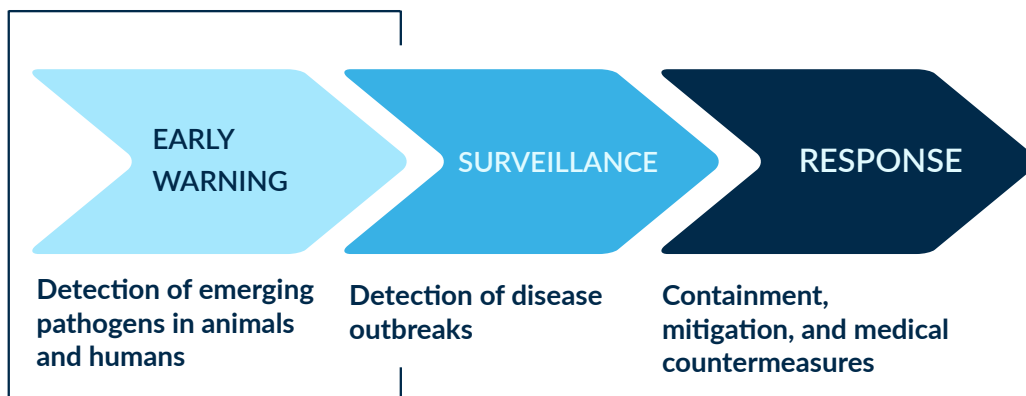 EARLY
WARNING
SURVEILLANCE
RESPONSE
Detection of emerging
pathogens in animals
and humans
Detection of disease
outbreaks
Containment,
mitigation, and medical
countermeasures